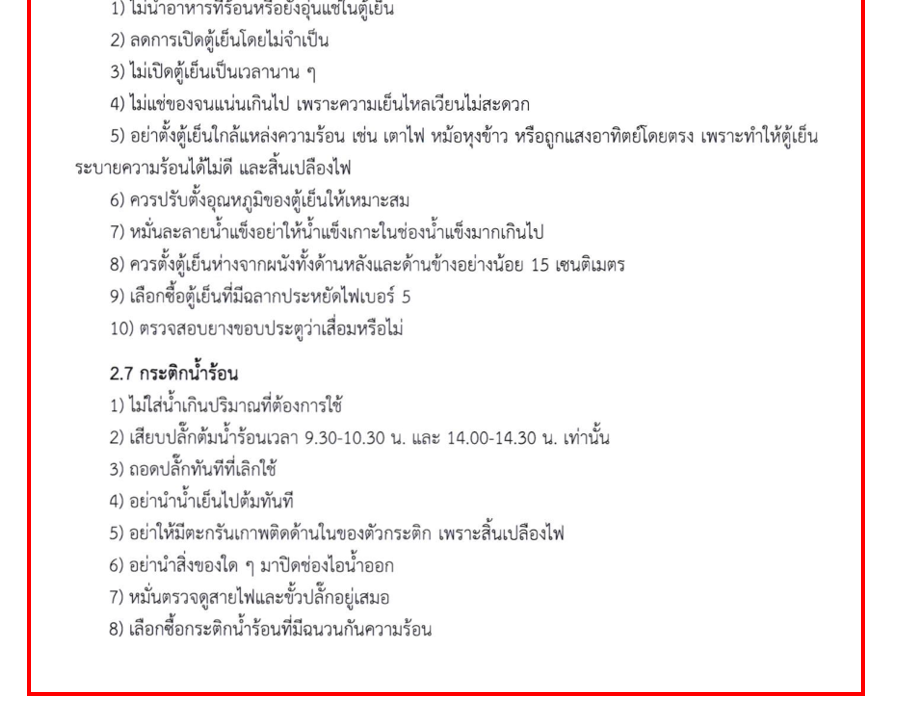 1) ไม่นำอาหารที่ร้อนหรือยังอุ่นแช่ในตู้เย็น
2) ลดการเปิดตู้เย็นโดยไม่จำเป็น
3) ไม่เปิดตู้เย็นเป็นเวลานาน ๆ
4) ไม่แช่ของจนแน่นเกินไป เพราะความเย็นไหลเวียนไม่สะดวก
5) อย่าตั้งตู้เย็นใกล้แหล่งความร้อน เช่น เตาไฟ หม้อหุงข้าว หรือถูกแสงอาทิตย์โดยตรง เพราะทำให้ตู้เย็น
ระบายความร้อนได้ไม่ดี และสิ้นเปลืองไฟ
6) ควรปรับตั้งอุณหภูมิของตู้เย็นให้เหมาะสม
7) หมั่นละลายน้ำแข็งอย่าให้น้ำแข็งเกาะในช่องน้ำแข็งมากเกินไป
8) ควรตั้งตู้เย็นห่างจากผนังทั้งด้านหลังและด้านข้างอย่างน้อย 15 เซนติเมตร
9) เลือกซื้อตู้เย็นที่มีฉลากประหยัดไฟเบอร์ 5
10) ตรวจสอบยางขอบประตูว่าเสื่อมหรือไม่
2.7 กระติกน้ำร้อน
1) ไม่ใส่น้ำเกินปริมาณที่ต้องการใช้
2) เสียบปลั๊กต้มน้ำร้อนเวลา 9.30-10.30 น. และ 14.00-14.30 น. เท่านั้น
3) ถอดปลั๊กทันทีที่เลิกใช้
4) อย่านำน้ำเย็นไปต้มทันที
5) อย่าให้มีตะกรันเกาพติดด้านในของตัวกระติก เพราะสิ้นเปลืองไฟ
6) อย่านำสิ่งของใด ๆ มาปิดช่องไอน้ำออก
7) หมั่นตรวจดูสายไฟและขั้วปลั๊กอยู่เสมอ
8) เลือกซื้อกระติกน้ำร้อนที่มีฉนวนกันความร้อน